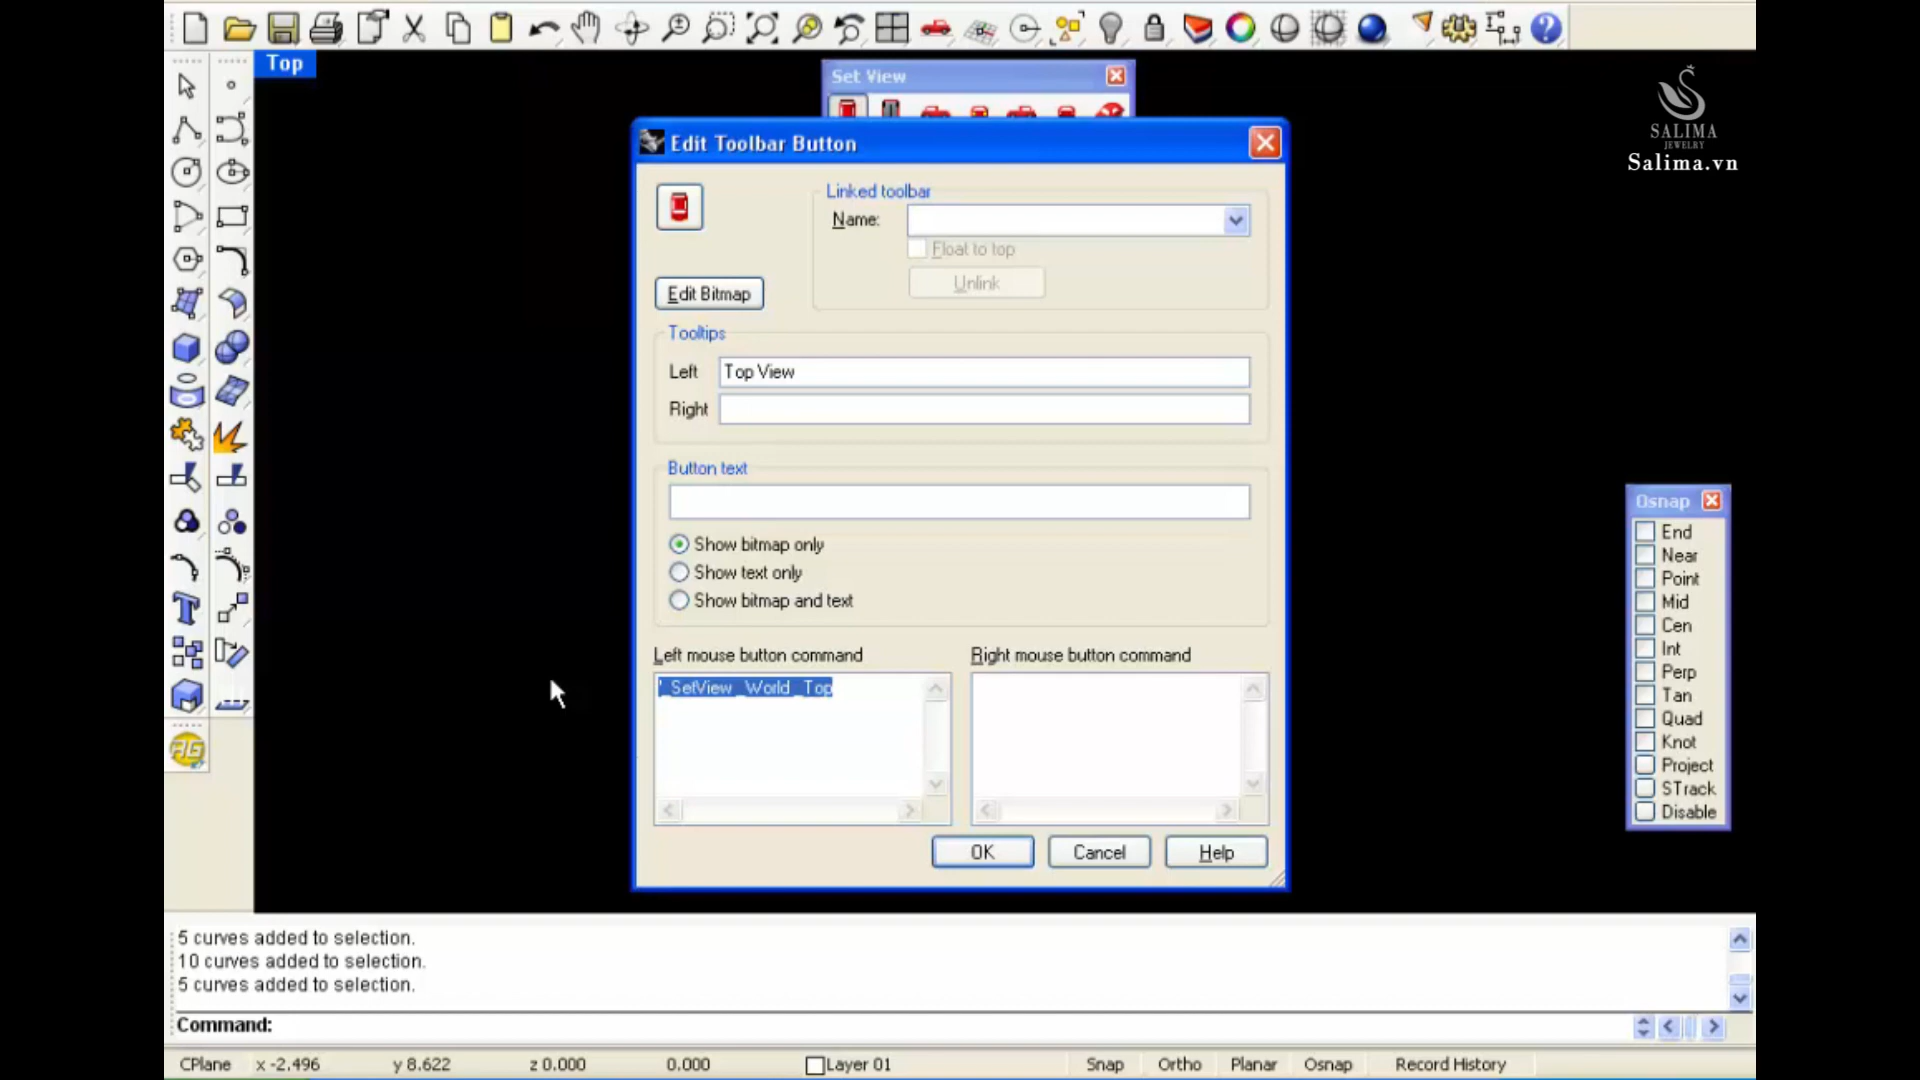 Top
Set View
SALIMA
JEWELRY
Salima.vn
Edit Toolbar Button
Linked toolbar
Name:
Float to top
Unlink
Edit Bitmap
Tooltips
Left
Top View
Right
Button text
Show bitmap only
Show text only
Show bitmap and text
Left mouse button command
Right mouse button command
'_SetView _World _Top
OK
Cancel
Help
Osnap
End
Near
Point
Mid
Cen
Int
Perp
Tan
Quad
Knot
Project
STrack
Disable
5 curves added to selection.
10 curves added to selection.
5 curves added to selection.
Command:
CPlane x -2.496 y 8.622 z 0.000 0.000 Layer 01 Snap Ortho Planar Osnap Record History